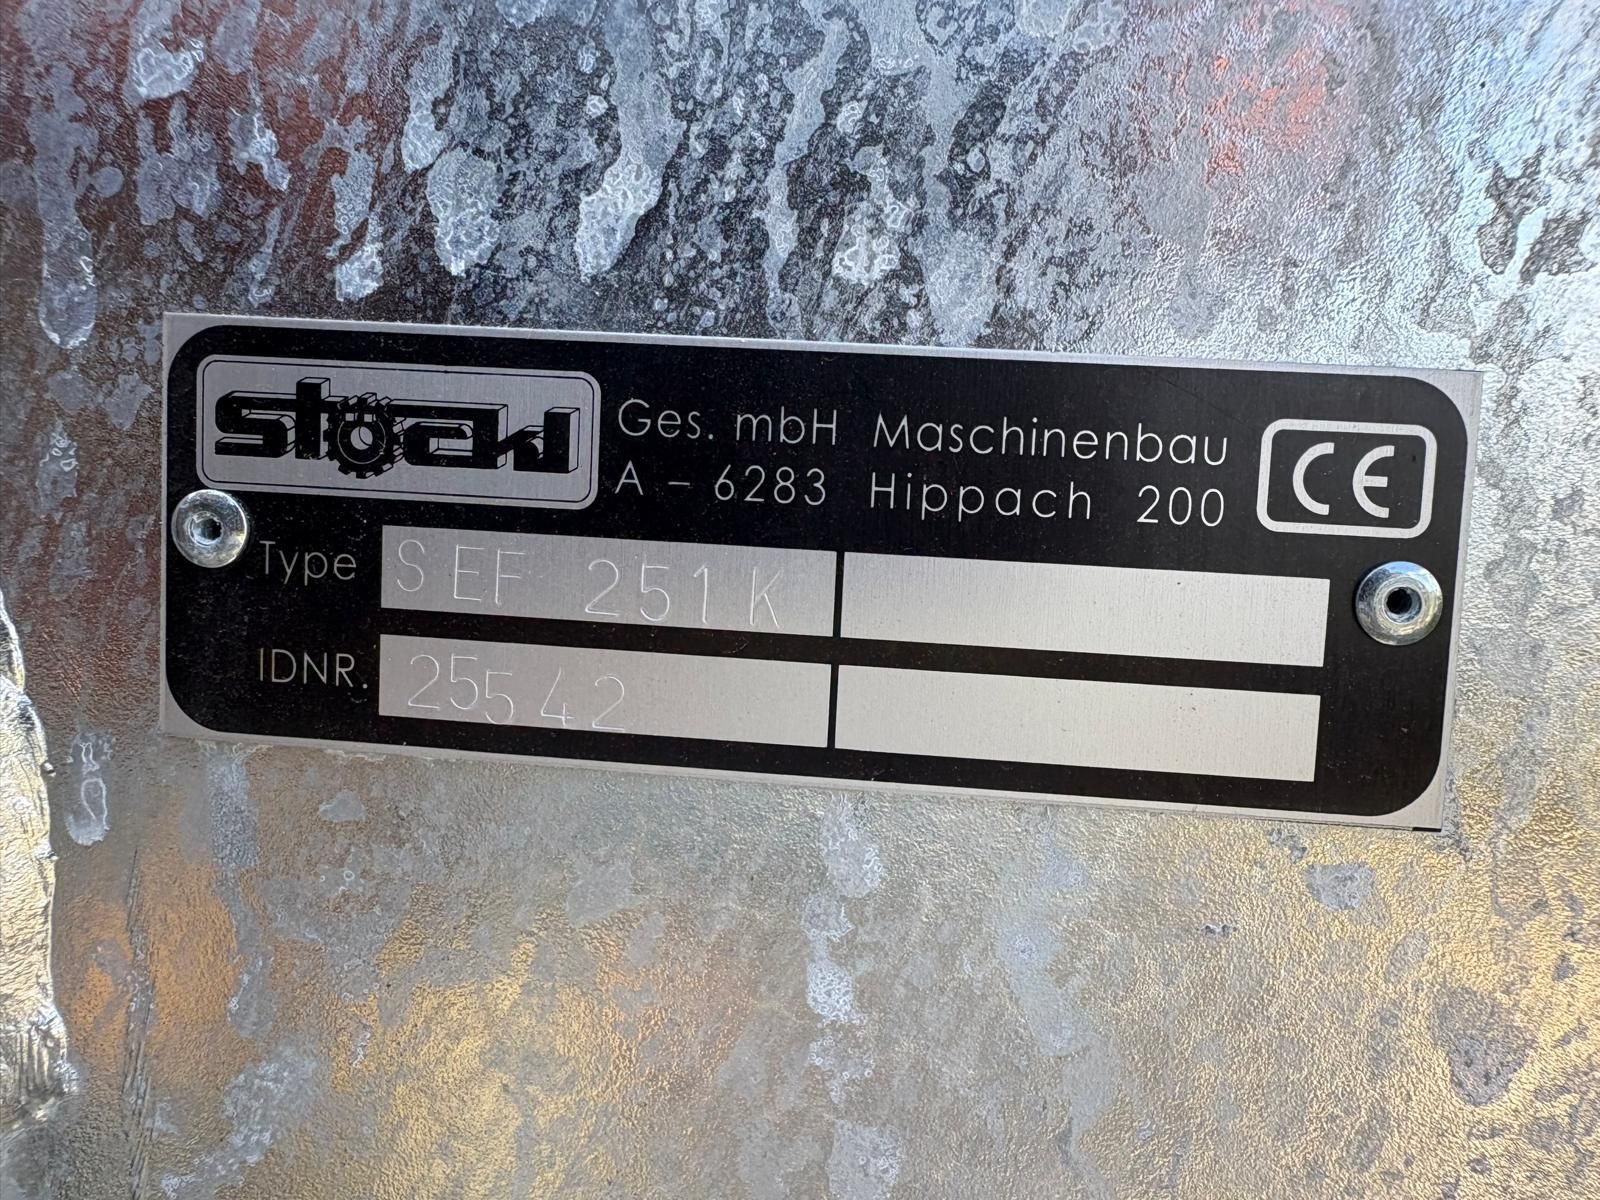 stöckl
Ges. mbH Maschinenbau
A – 6283 Hippach 200
CE
Type SEF 251K
IDNR. 25542